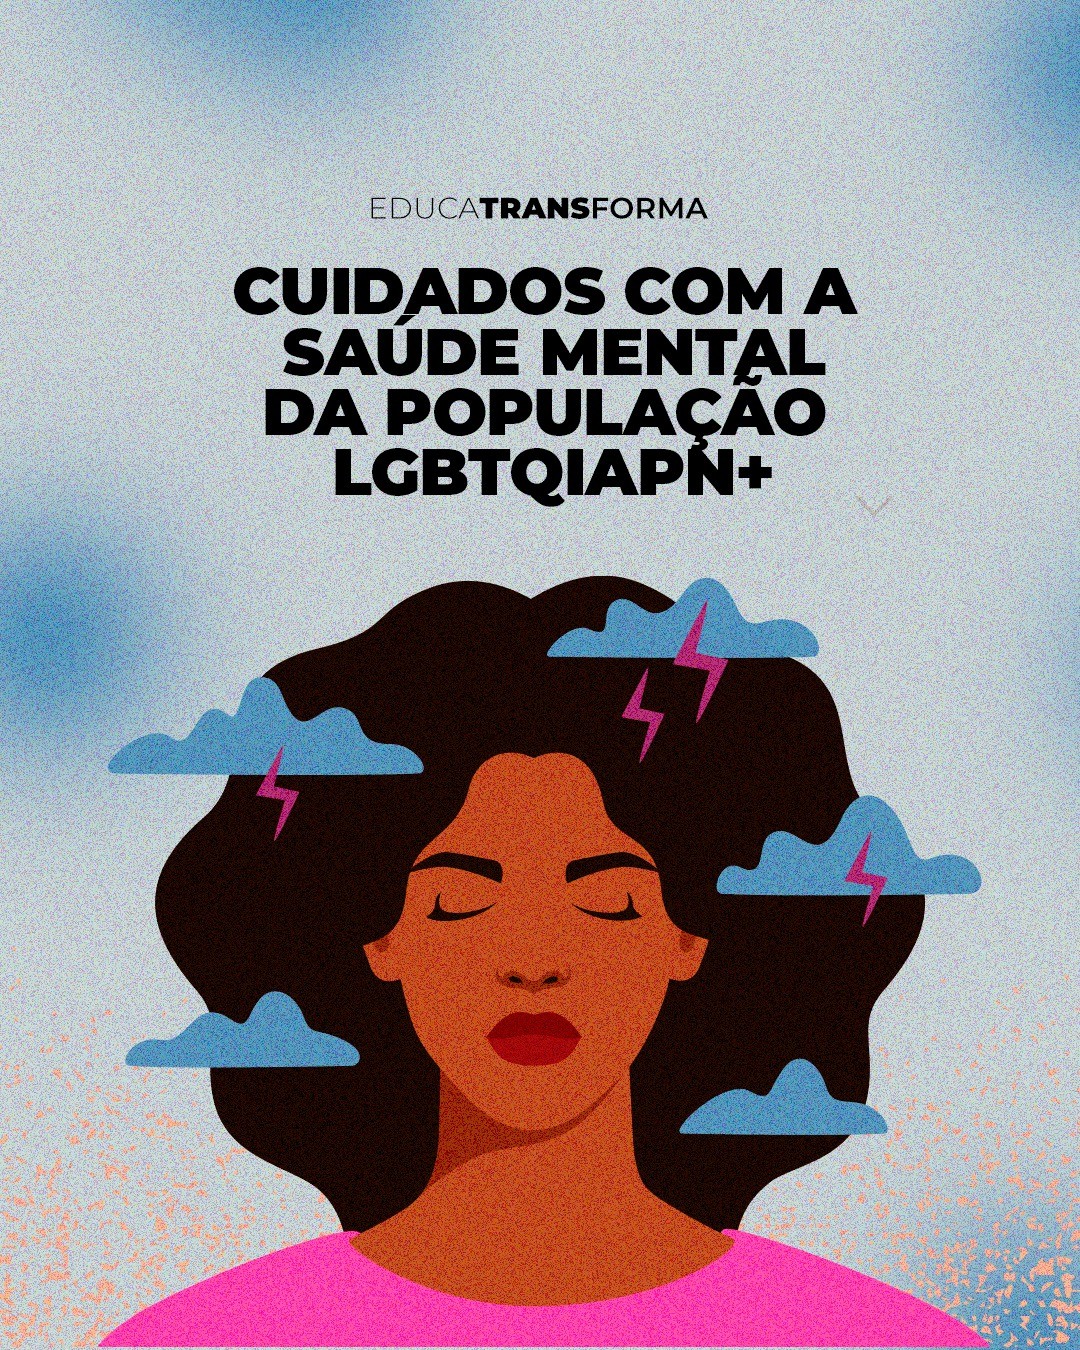 EDUCATRANSFORMA
CUIDADOS COM A
SAÚDE MENTAL
DA POPULAÇÃO
LGBTQIAPN+